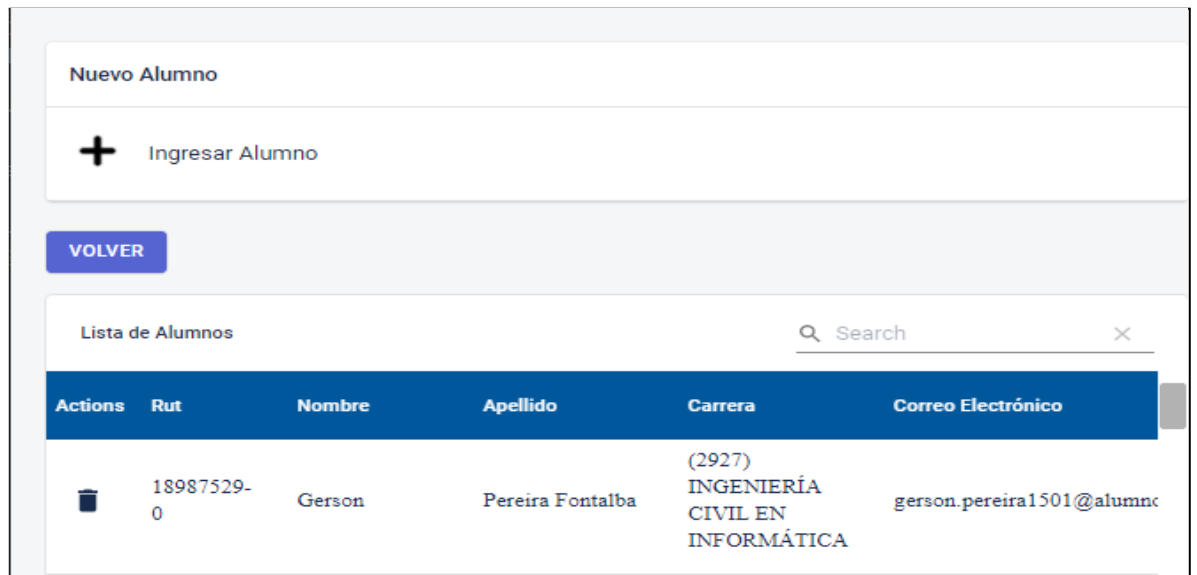 Nuevo Alumno
Ingresar Alumno
VOLVER
Lista de Alumnos Search
Actions Rut Nombre Apellido Carrera Correo Electrónico
18987529-
0
Gerson
Pereira Fontalba
(2927)
INGENIERÍA
CIVIL EN
INFORMÁTICA
gerson.pereira1501@alumno